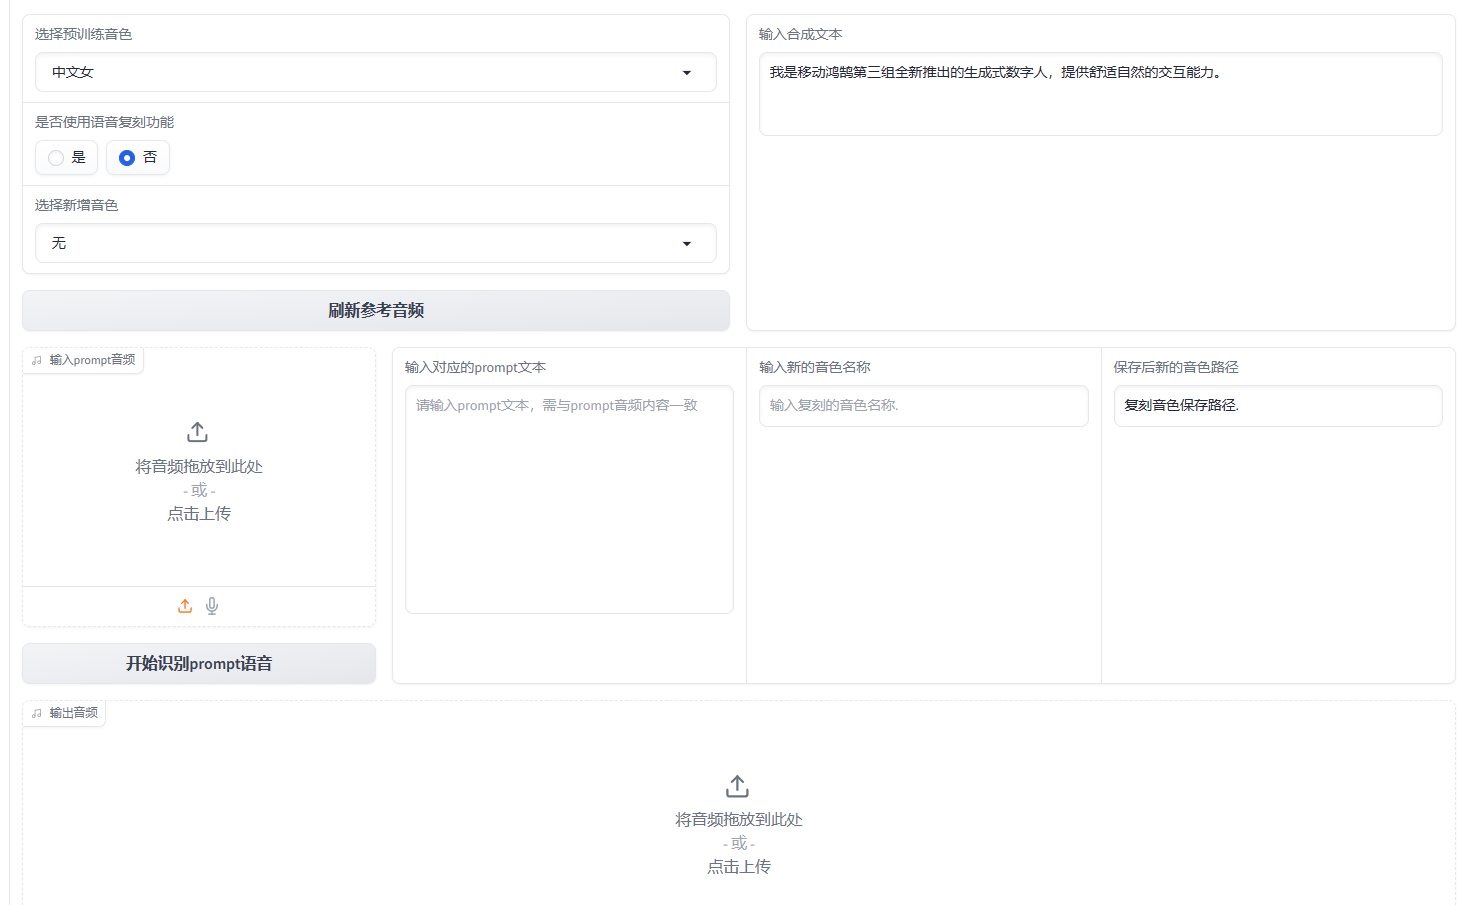 选择预训练音色
中文女
是否使用语音复刻功能
是
否
选择新增音色
无
刷新参考音频
输入合成文本
我是移动鸿鹄第三组全新推出的生成式数字人，提供舒适自然的交互能力。
输入prompt音频
将音频拖放到此处
- 或 -
点击上传
开始识别prompt语音
输入对应的prompt文本
请输入prompt文本，需与prompt音频内容一致
输入新的音色名称
输入复刻的音色名称.
保存后新的音色路径
复刻音色保存路径.
输出音频
将音频拖放到此处
- 或 -
点击上传